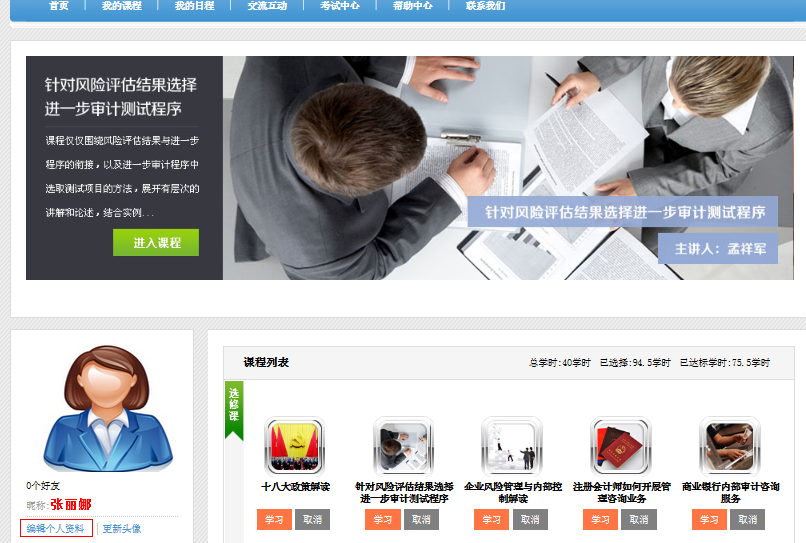 首页 我的课程 我的日程 交流互动 考试中心 帮助中心 联系我们
针对风险评估结果选择
进一步审计测试程序
课程仅仅围绕风险评估结果与进一步
程序的衔接，以及进一步审计程序中
选取测试项目的方法，展开有层次的
讲解和论述，结合实例...
进入课程
针对风险评估结果选择进一步审计测试程序
主讲人：孟祥军
0个好友
昵称:张丽娜
编辑个人资料 | 更新头像
课程列表
总学时:40学时 已选择:94.5学时 已达标学时:75.5学时
选修课
十八大政策解读
学习 取消
针对风险评估结果选择
进一步审计测试程序
学习 取消
企业风险管理与内部控
制解读
学习 取消
注册会计师如何开展管
理咨询业务
学习 取消
商业银行内部审计咨询
服务
学习 取消